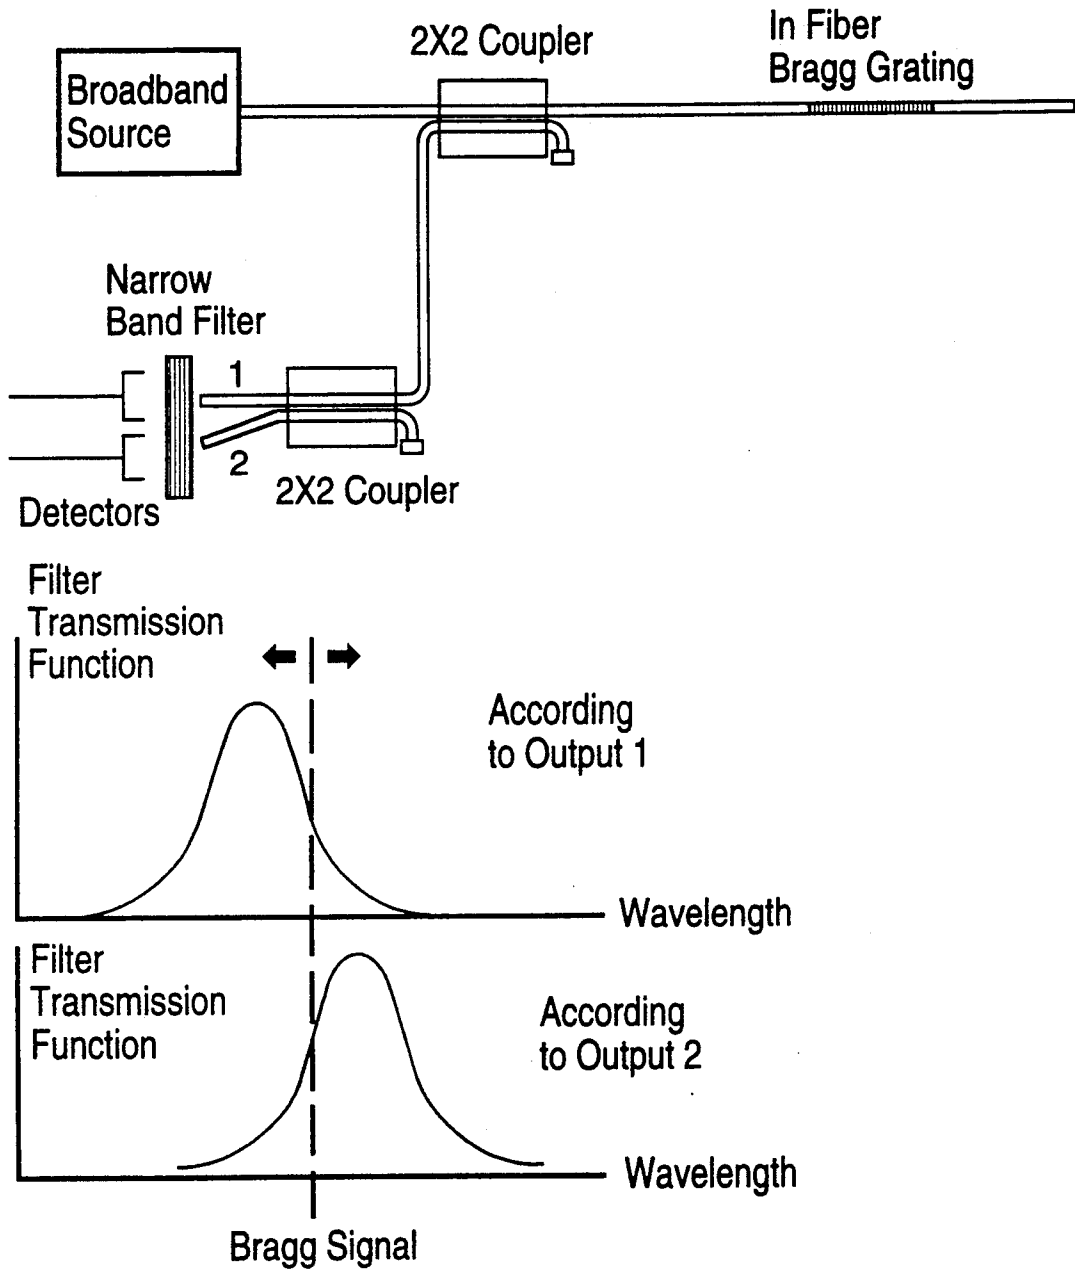 2X2 Coupler
In Fiber
Bragg Grating
Broadband
Source
Narrow
Band Filter
1
2
2X2 Coupler
Detectors
Filter
Transmission
Function
According
to Output 1
Wavelength
Filter
Transmission
Function
According
to Output 2
Wavelength
Bragg Signal